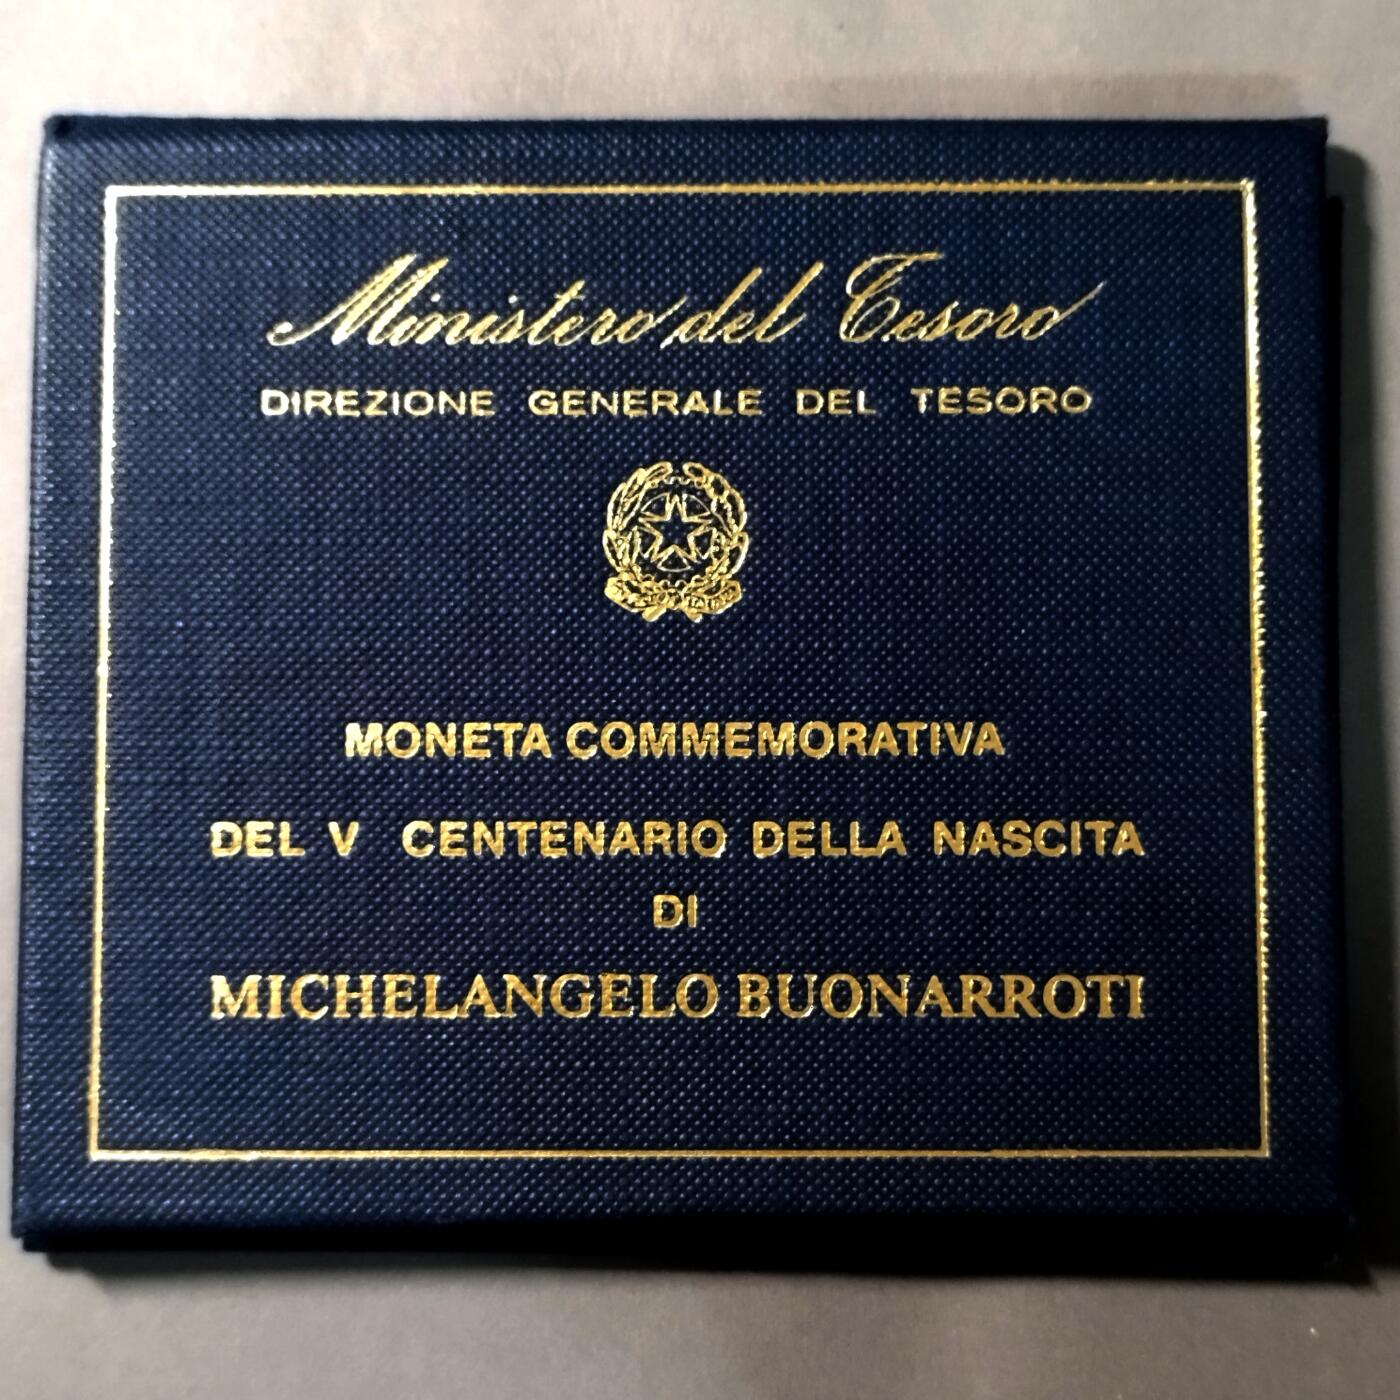 Ministero del Tesoro
DIREZIONE GENERALE DEL TESORO
MONETA COMMEMORATIVA
DEL V CENTENARIO DELLA NASCITA
DI
MICHELANGELO BUONARROTI